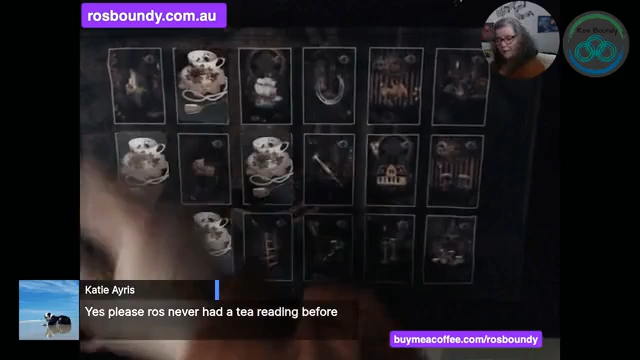 rosboundy.com.au
Ros Boundy
Katie Ayris
Yes please ros never had a tea reading before
buymeacoffee.com/rosboundy